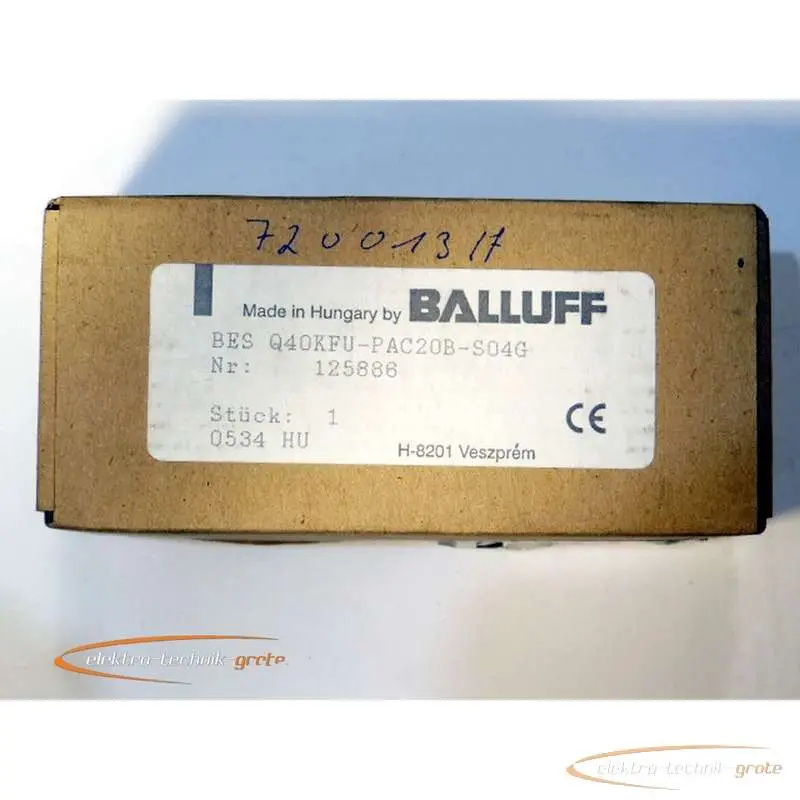 7200131f
Made in Hungary by BALLUFF
BES Q40KFU-PAC20B-S04G
Nr: 125886
Stück: 1
CE
0534 HU
H-8201 Veszprém
elektro-technik-grote
elektro-technik-grote